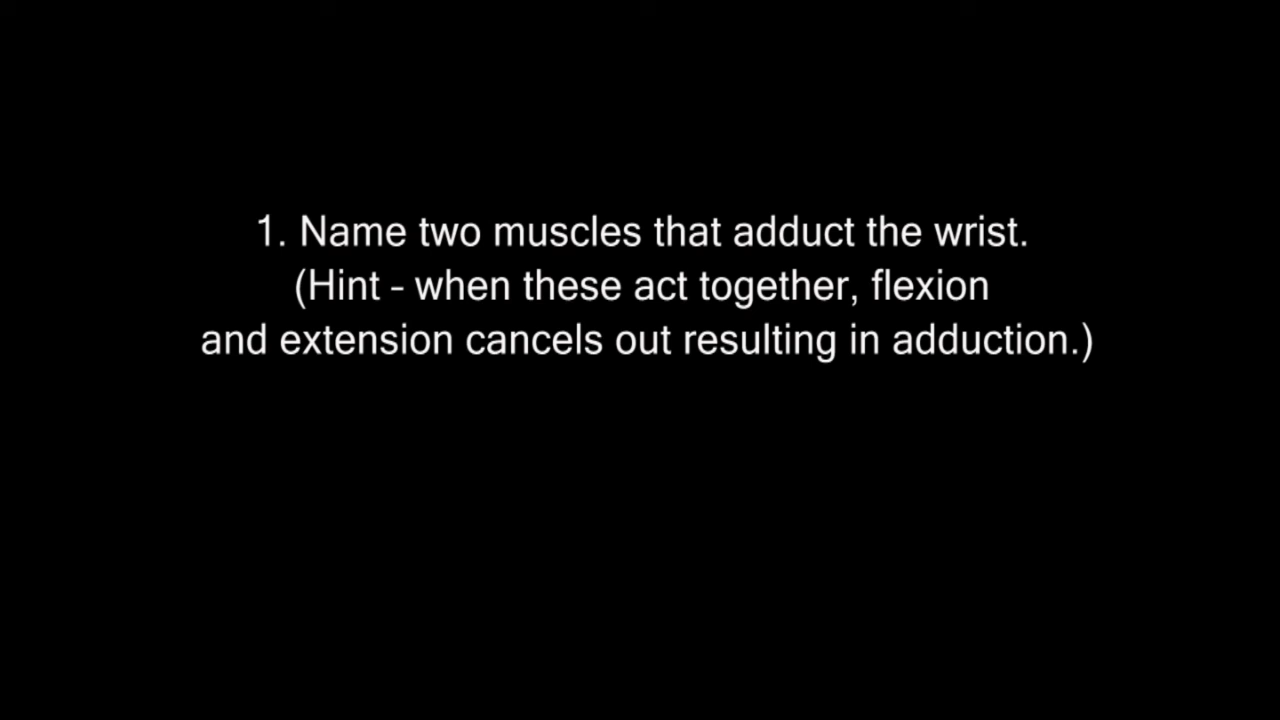 1. Name two muscles that adduct the wrist.
(Hint - when these act together, flexion
and extension cancels out resulting in adduction.)